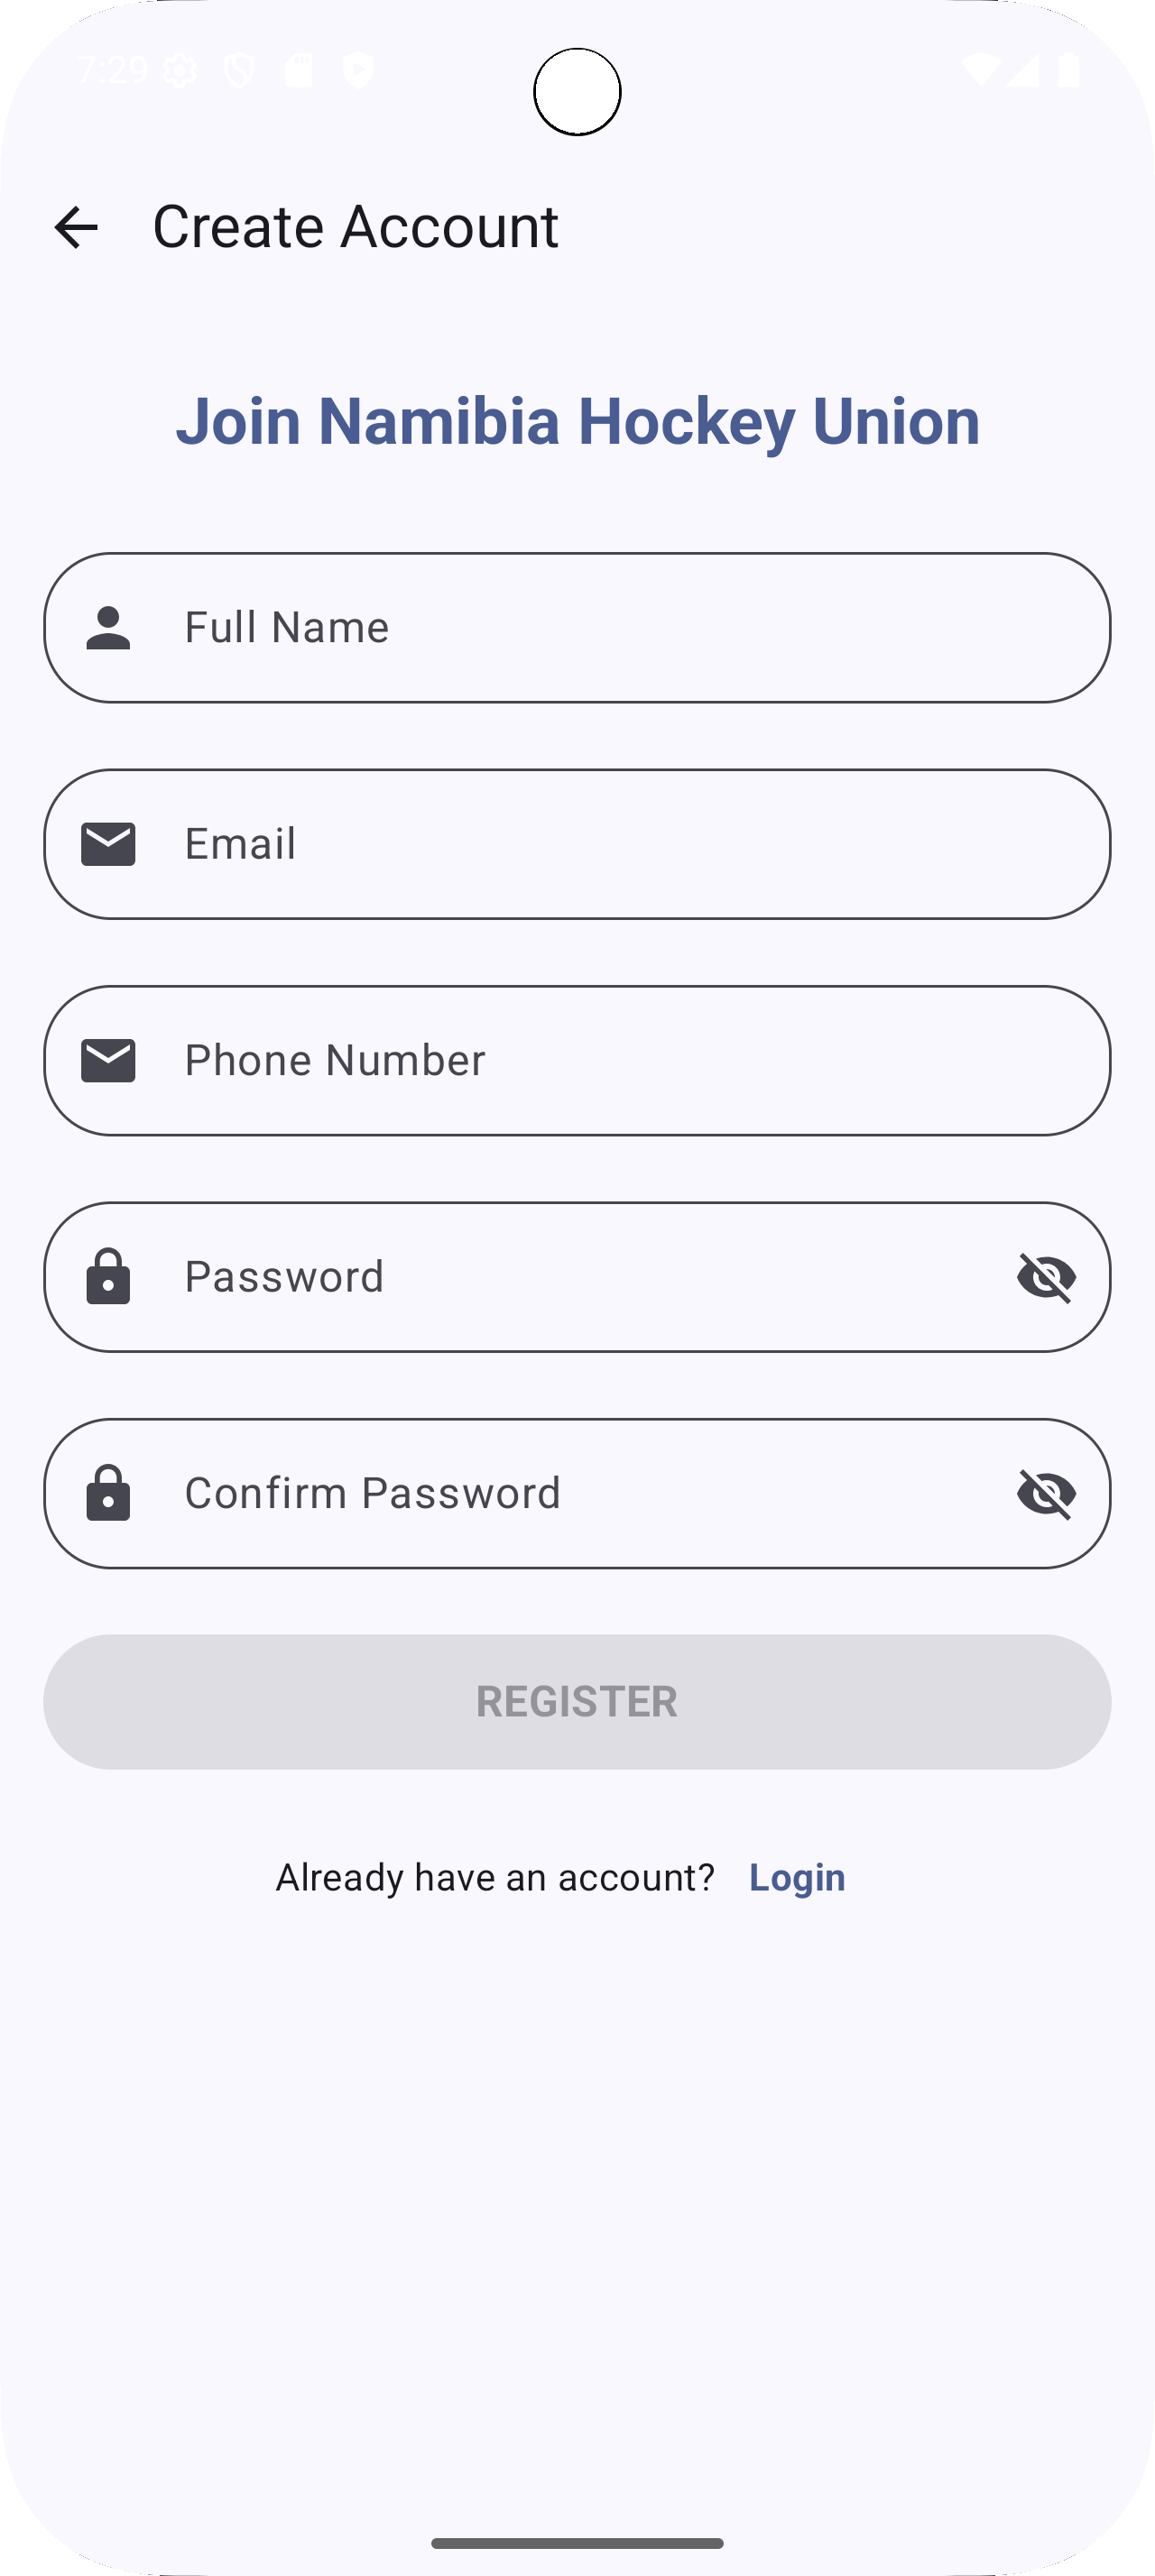 7:29
Create Account
Join Namibia Hockey Union
Full Name
Email
Phone Number
Password
Confirm Password
REGISTER
Already have an account? Login